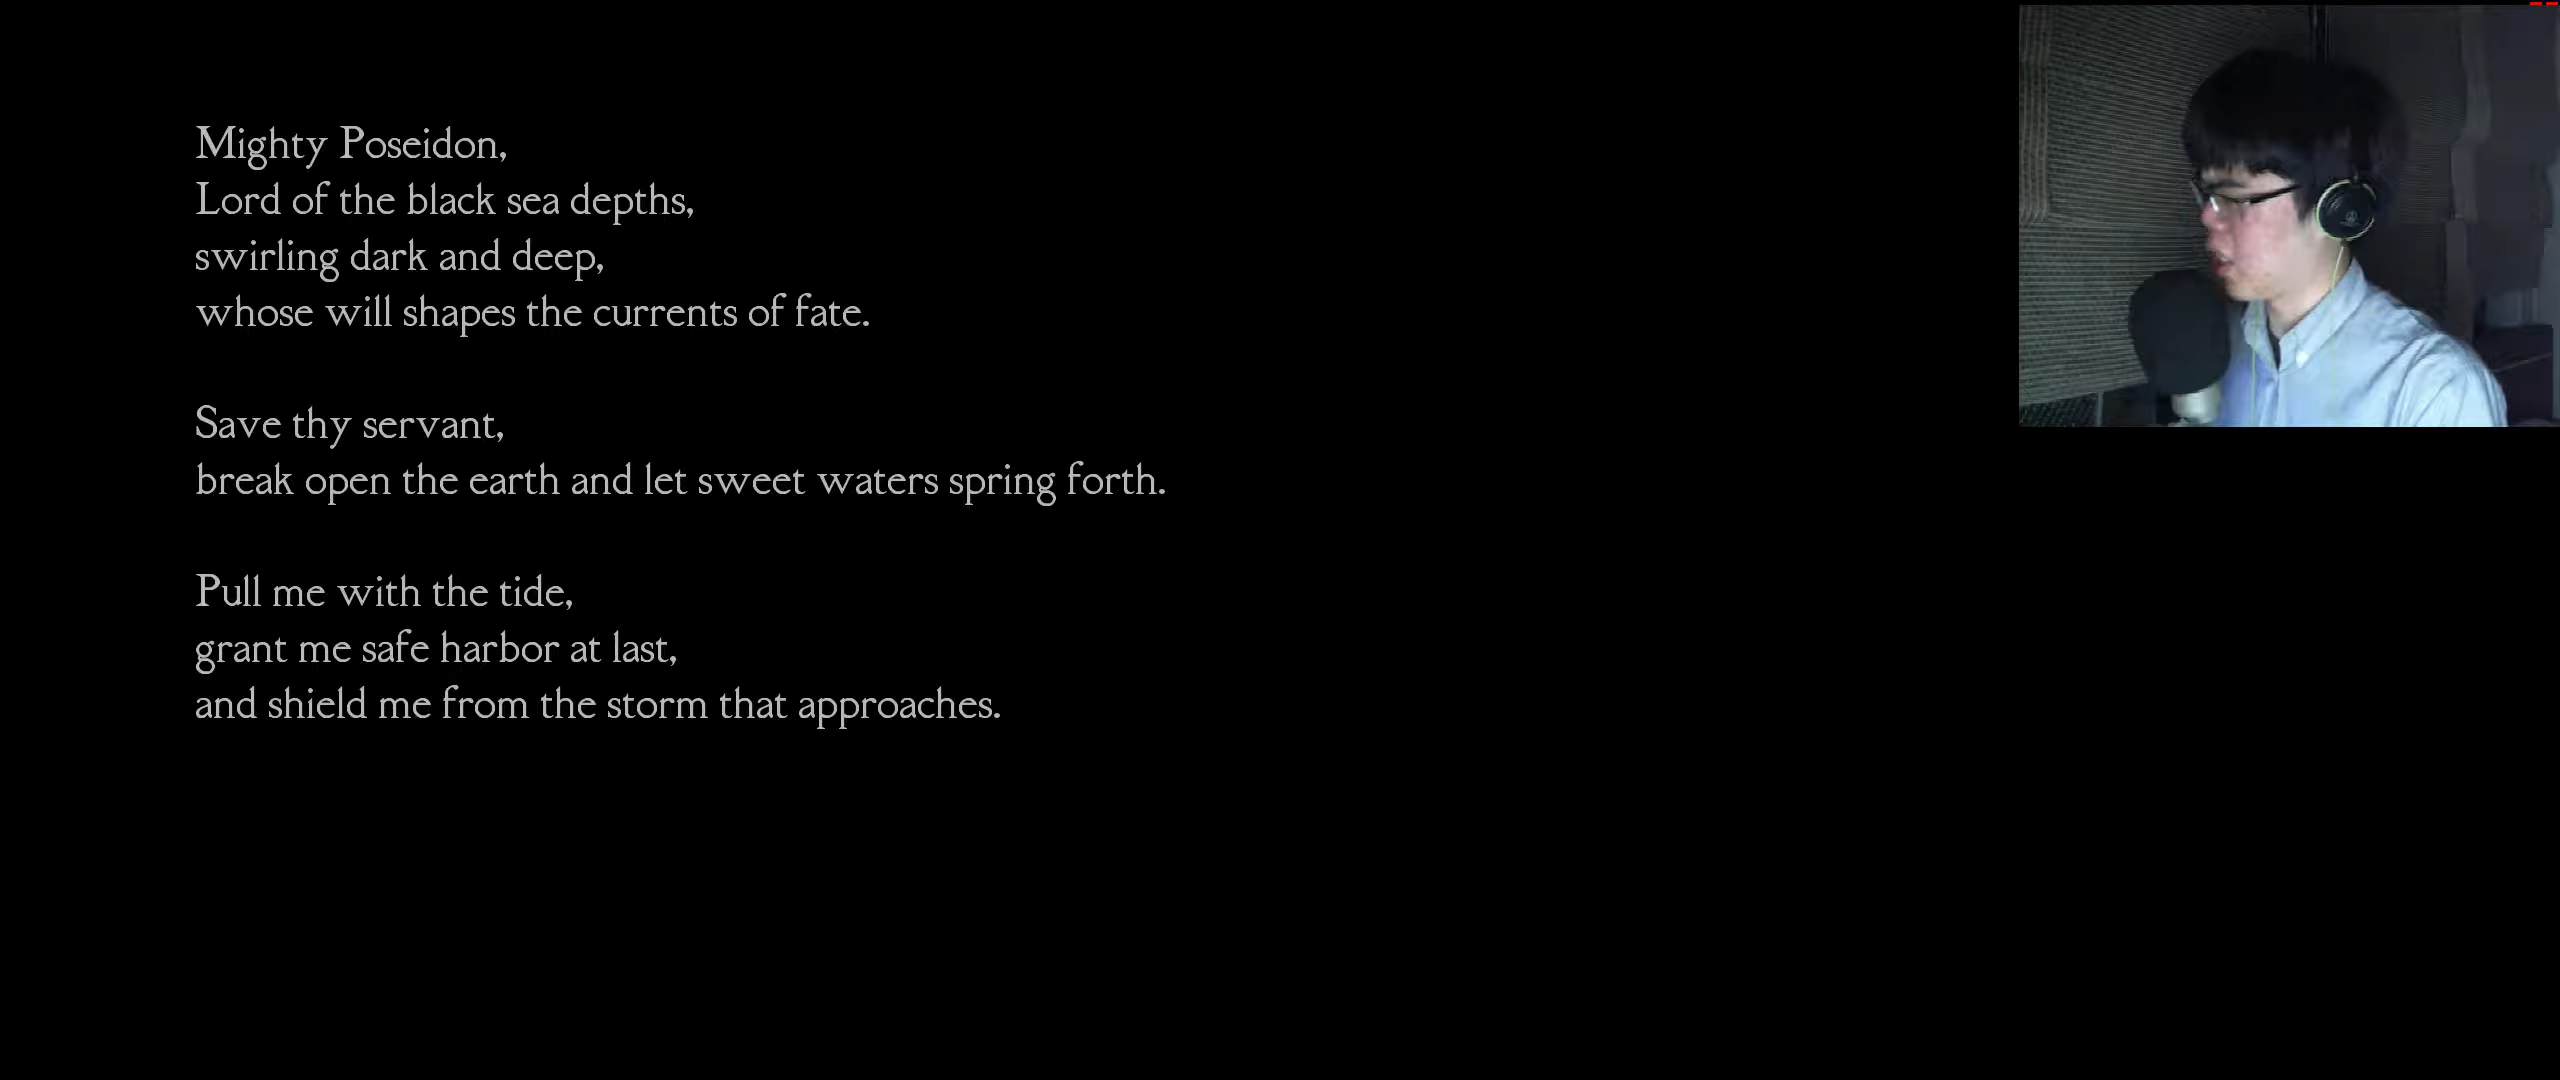 Mighty Poseidon,
Lord of the black sea depths,
swirling dark and deep,
whose will shapes the currents of fate.
Save thy servant,
break open the earth and let sweet waters spring forth.
Pull me with the tide,
grant me safe harbor at last,
and shield me from the storm that approaches.